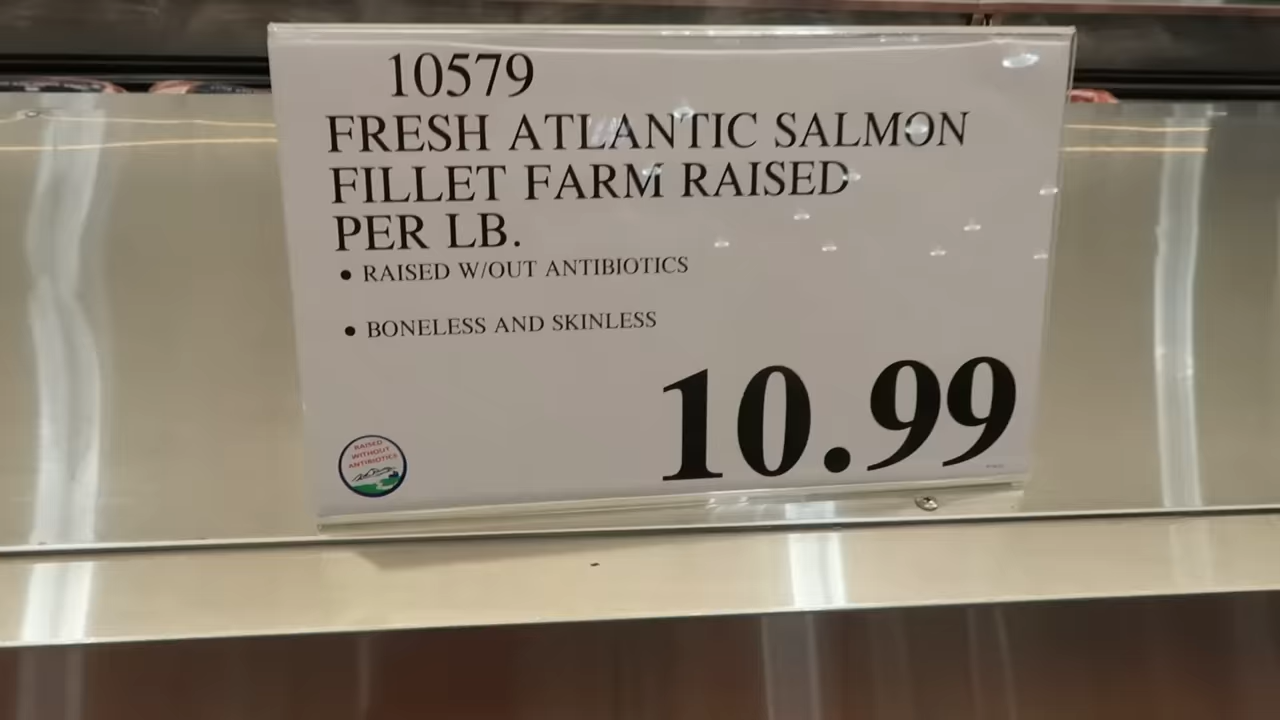 10579
FRESH ATLANTIC SALMON
FILLET FARM RAISED
PER LB.
• RAISED W/OUT ANTIBIOTICS
• BONELESS AND SKINLESS
10.99
RAISED
WITHOUT
ANTIBIOTICS